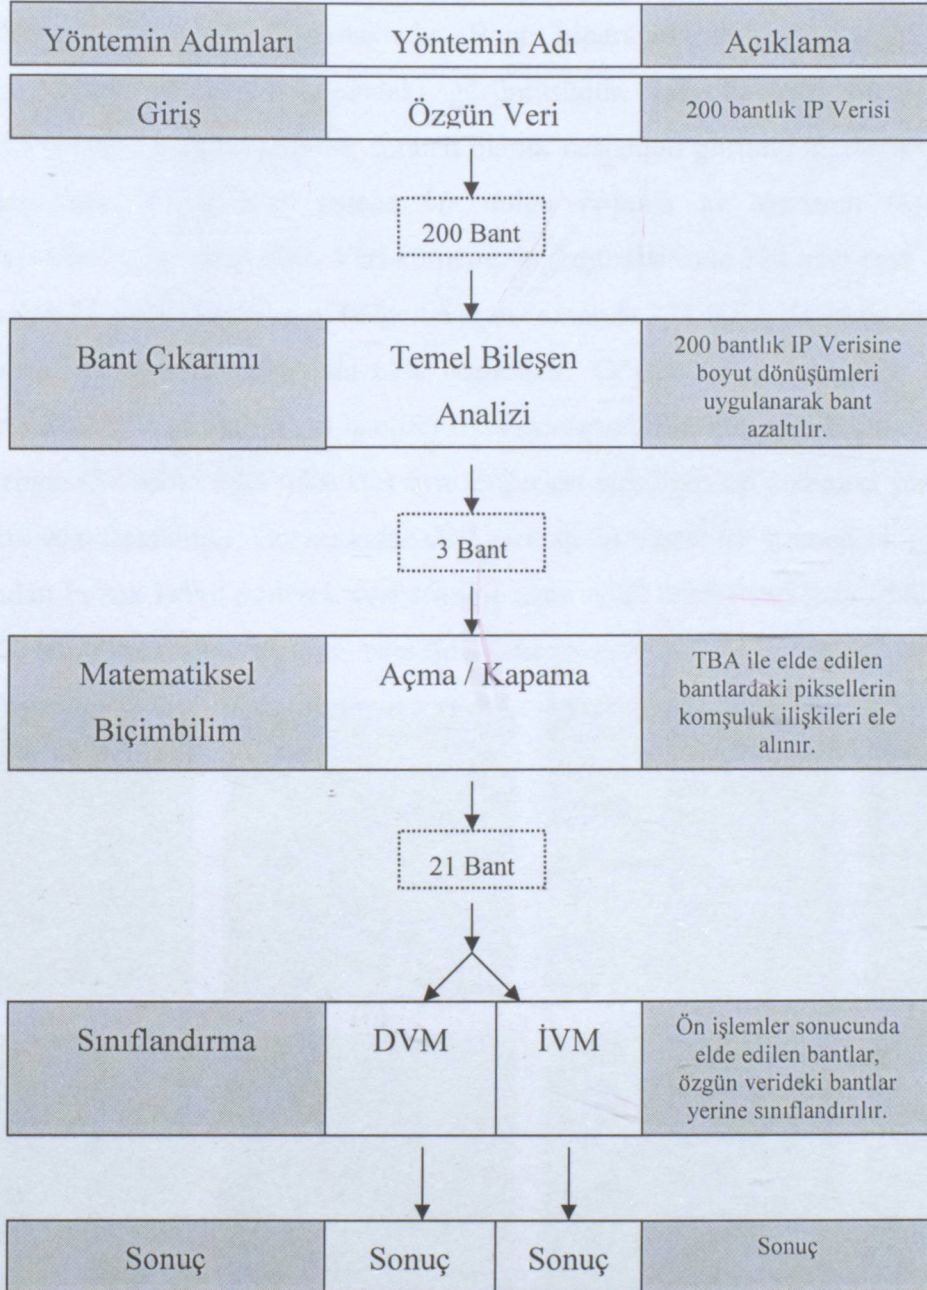 Yöntemin Adımları Yöntemin Adı Açıklama
Giriş Özgün Veri 200 bantlık IP Verisi
200 Bant
Bant Çıkarımı
Temel Bileşen
Analizi
200 bantlık IP Verisine
boyut dönüşümleri
uygulanarak bant
azaltılır.
3 Bant
Matematiksel
Biçimbilim
Açma / Kapama
TBA ile elde edilen
bantlardaki piksellerin
komşuluk ilişkileri ele
alınır.
21 Bant
Sınıflandırma DVM İVM
Ön işlemler sonucunda
elde edilen bantlar,
özgün verideki bantlar
yerine sınıflandırılır.
Sonuç Sonuç Sonuç Sonuç